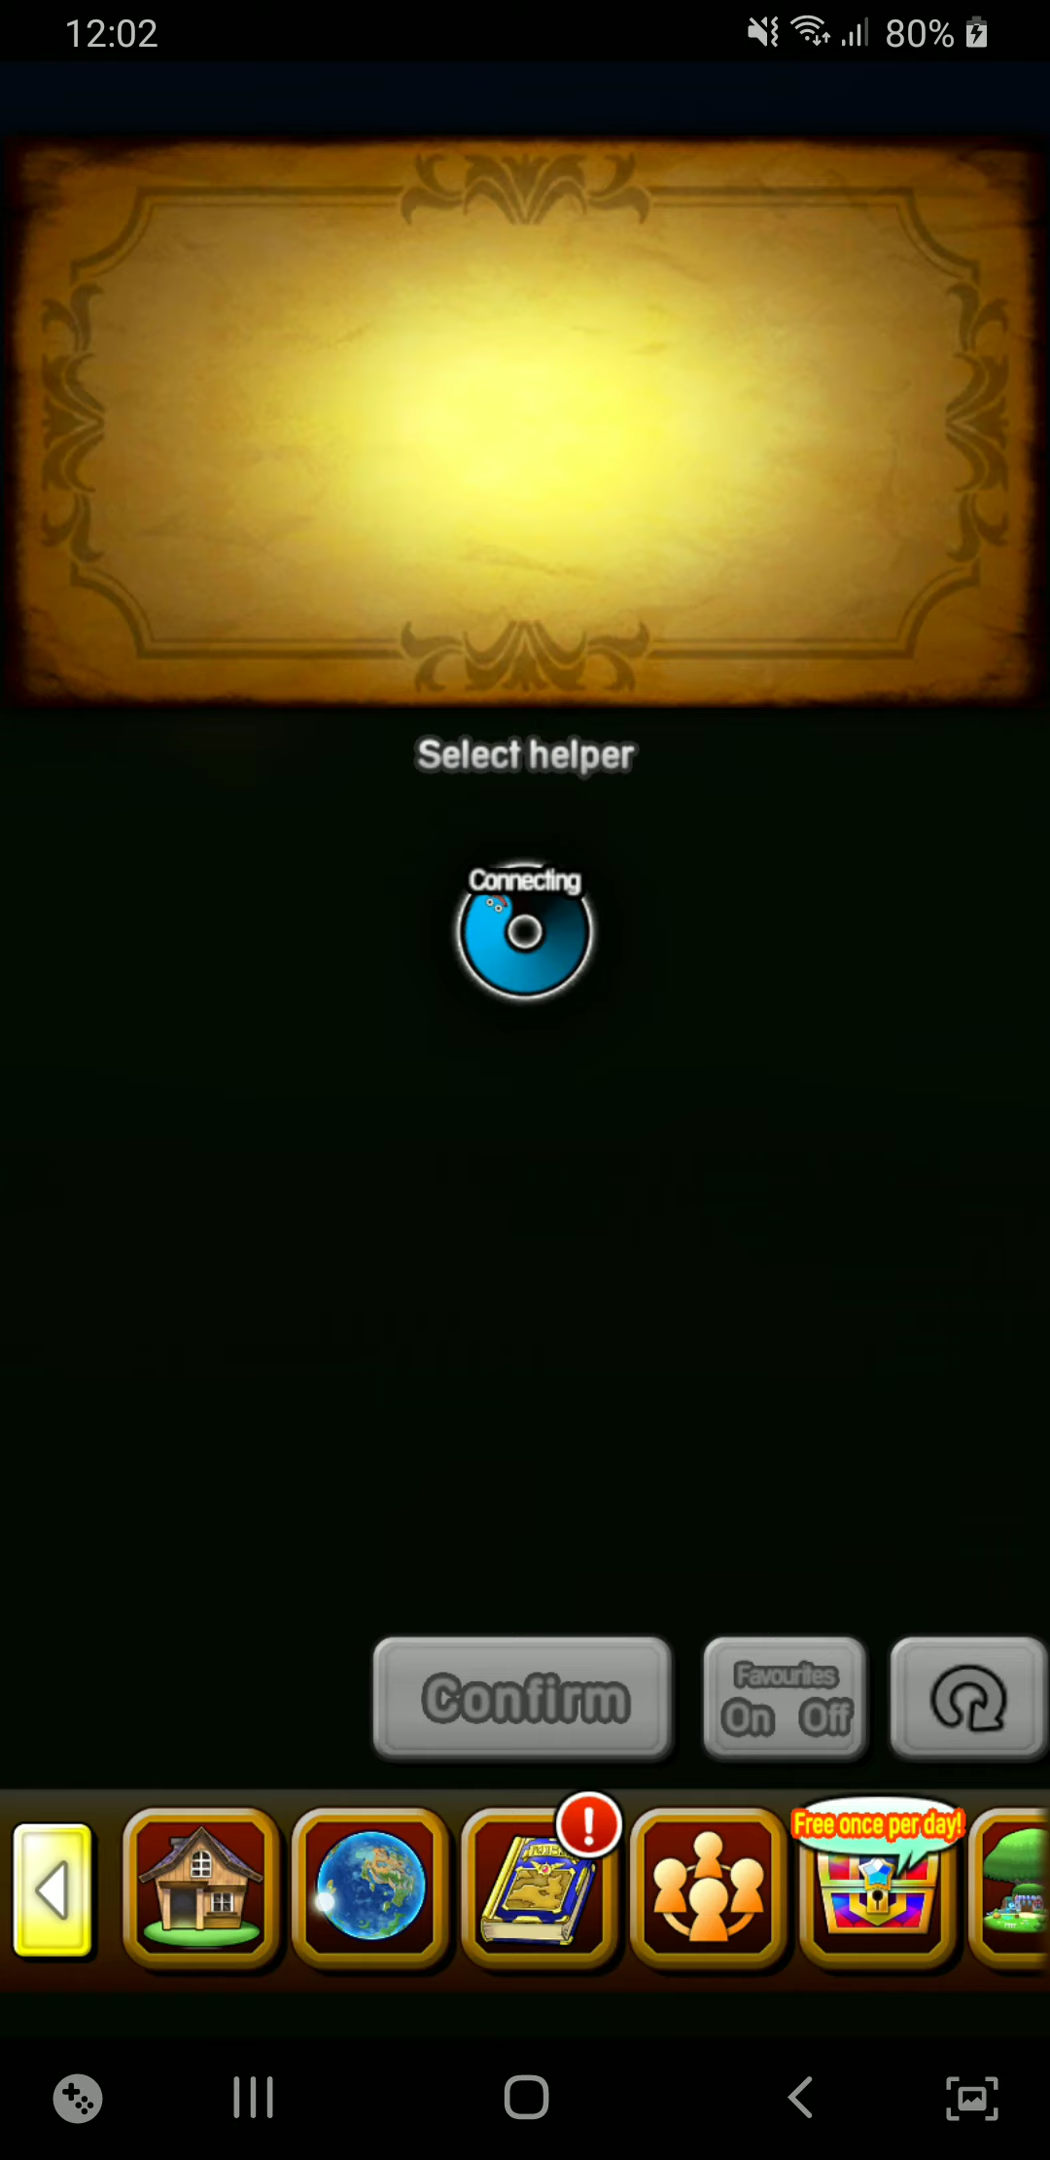 12:02
80%
Select helper
Connecting
Confirm
Favourites
On Off
Free once per day!